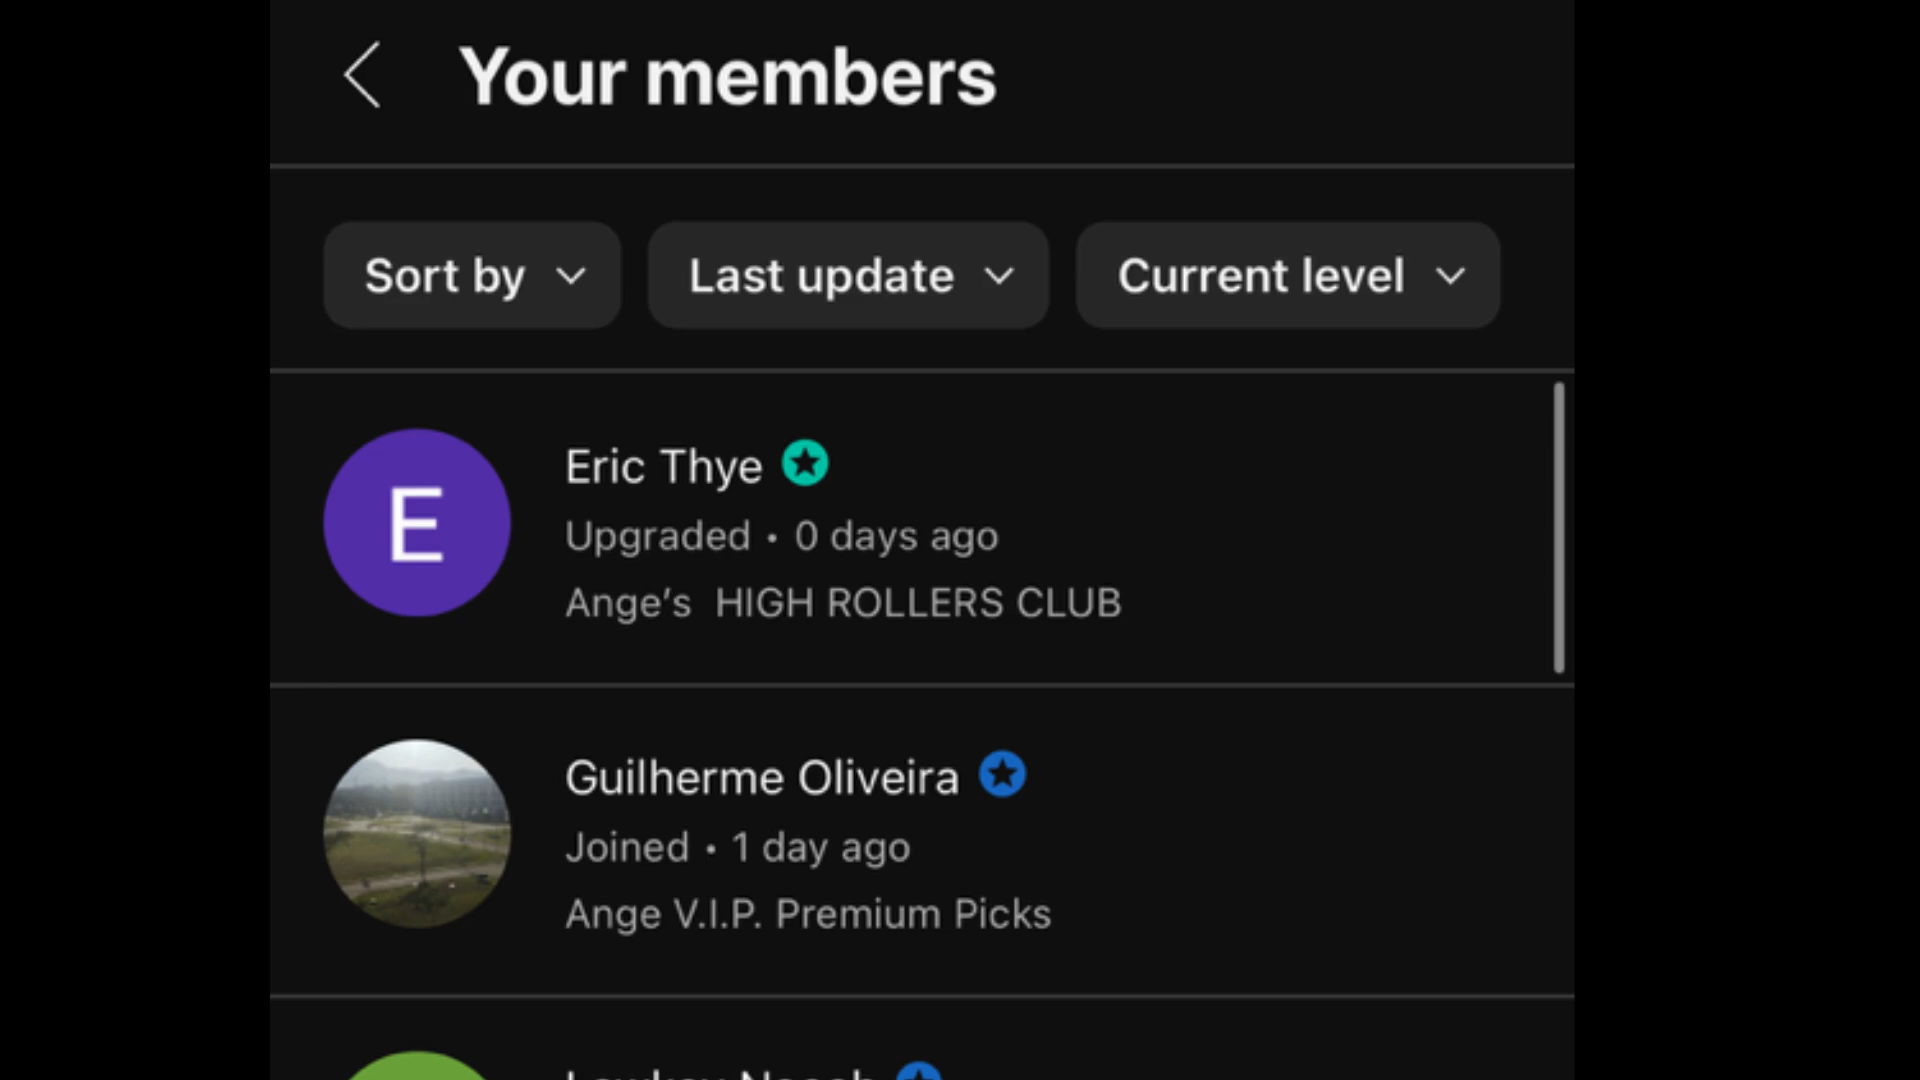 Your members
Sort by
Last update
Current level
E
Eric Thye
Upgraded • 0 days ago
Ange’s  HIGH ROLLERS CLUB
Guilherme Oliveira
Joined • 1 day ago
Ange V.I.P. Premium Picks